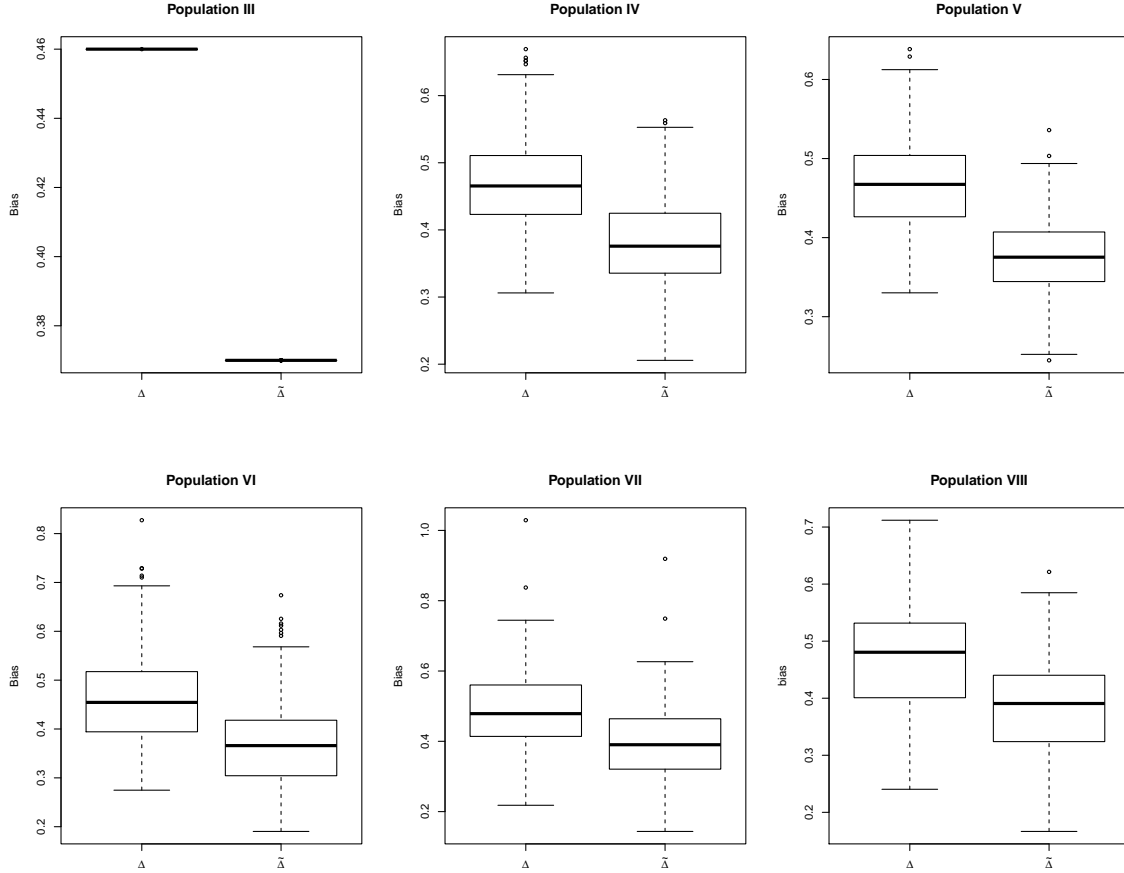 Population III
Population IV
Population V
0.46
0.44
0.42
0.40
0.38
Bias
Δ
Δ̃
0.6
0.5
0.4
0.3
0.2
Bias
Δ
Δ̃
0.6
0.5
0.4
0.3
Bias
Δ
Δ̃
Population VI
Population VII
Population VIII
0.8
0.7
0.6
0.5
0.4
0.3
0.2
Bias
Δ
Δ̃
1.0
0.8
0.6
0.4
0.2
Bias
Δ
Δ̃
0.7
0.6
0.5
0.4
0.3
0.2
bias
Δ
Δ̃